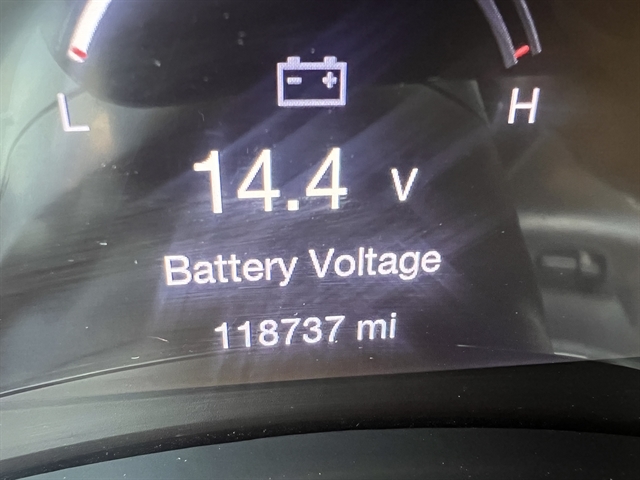 L H
14.4 V
Battery Voltage
118737 mi